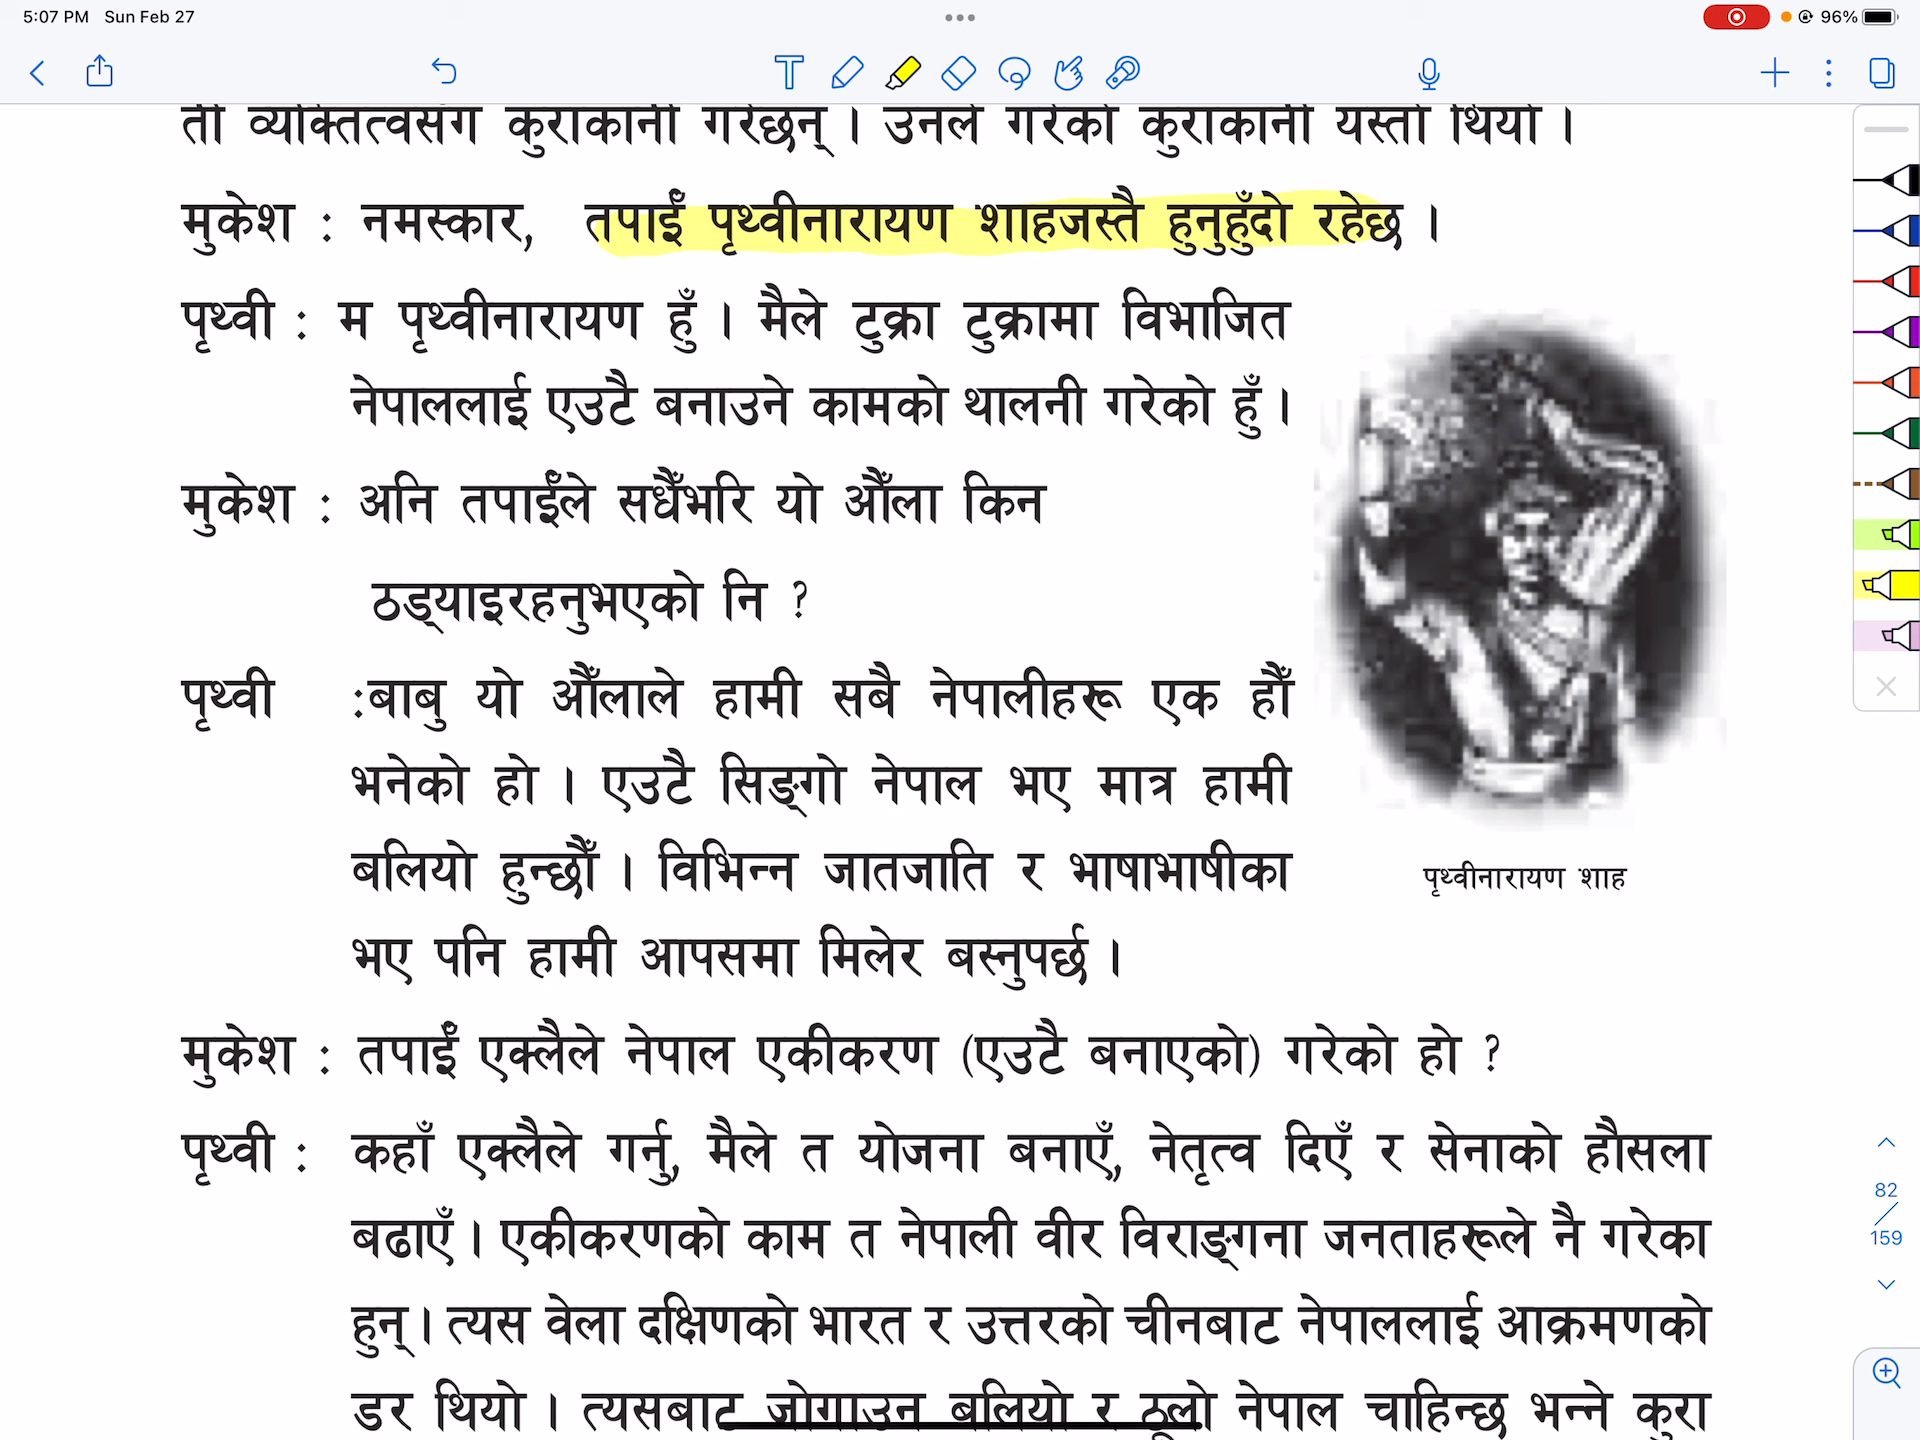 5:07 PM Sun Feb 27
96%
ती व्यक्तित्वसँग कुराकानी गरेछन् । उनले गरेको कुराकानी यस्तो थियो ।
मुकेश : नमस्कार, तपाईँ पृथ्वीनारायण शाहजस्तै हुनुहुँदो रहेछ ।
पृथ्वी : म पृथ्वीनारायण हुँ । मैले टुक्रा टुक्रामा विभाजित
नेपाललाई एउटै बनाउने कामको थालनी गरेको हुँ ।
मुकेश : अनि तपाईँले सधैँभरि यो औँला किन
ठड्याइरहनुभएको नि ?
पृथ्वी :बाबु यो औँलाले हामी सबै नेपालीहरू एक हौँ
भनेको हो । एउटै सिङ्गो नेपाल भए मात्र हामी
बलियो हुन्छौँ । विभिन्न जातजाति र भाषाभाषीका
भए पनि हामी आपसमा मिलेर बस्नुपर्छ ।
पृथ्वीनारायण शाह
मुकेश : तपाईँ एक्लैले नेपाल एकीकरण (एउटै बनाएको) गरेको हो ?
पृथ्वी : कहाँ एक्लैले गर्नु, मैले त योजना बनाएँ, नेतृत्व दिएँ र सेनाको हौसला
बढाएँ । एकीकरणको काम त नेपाली वीर विराङ्गना जनताहरूले नै गरेका
हुन् । त्यस वेला दक्षिणको भारत र उत्तरको चीनबाट नेपाललाई आक्रमणको
डर थियो । त्यसबाट जोगाउन बलियो र ठूलो नेपाल चाहिन्छ भन्ने कुरा
82
159